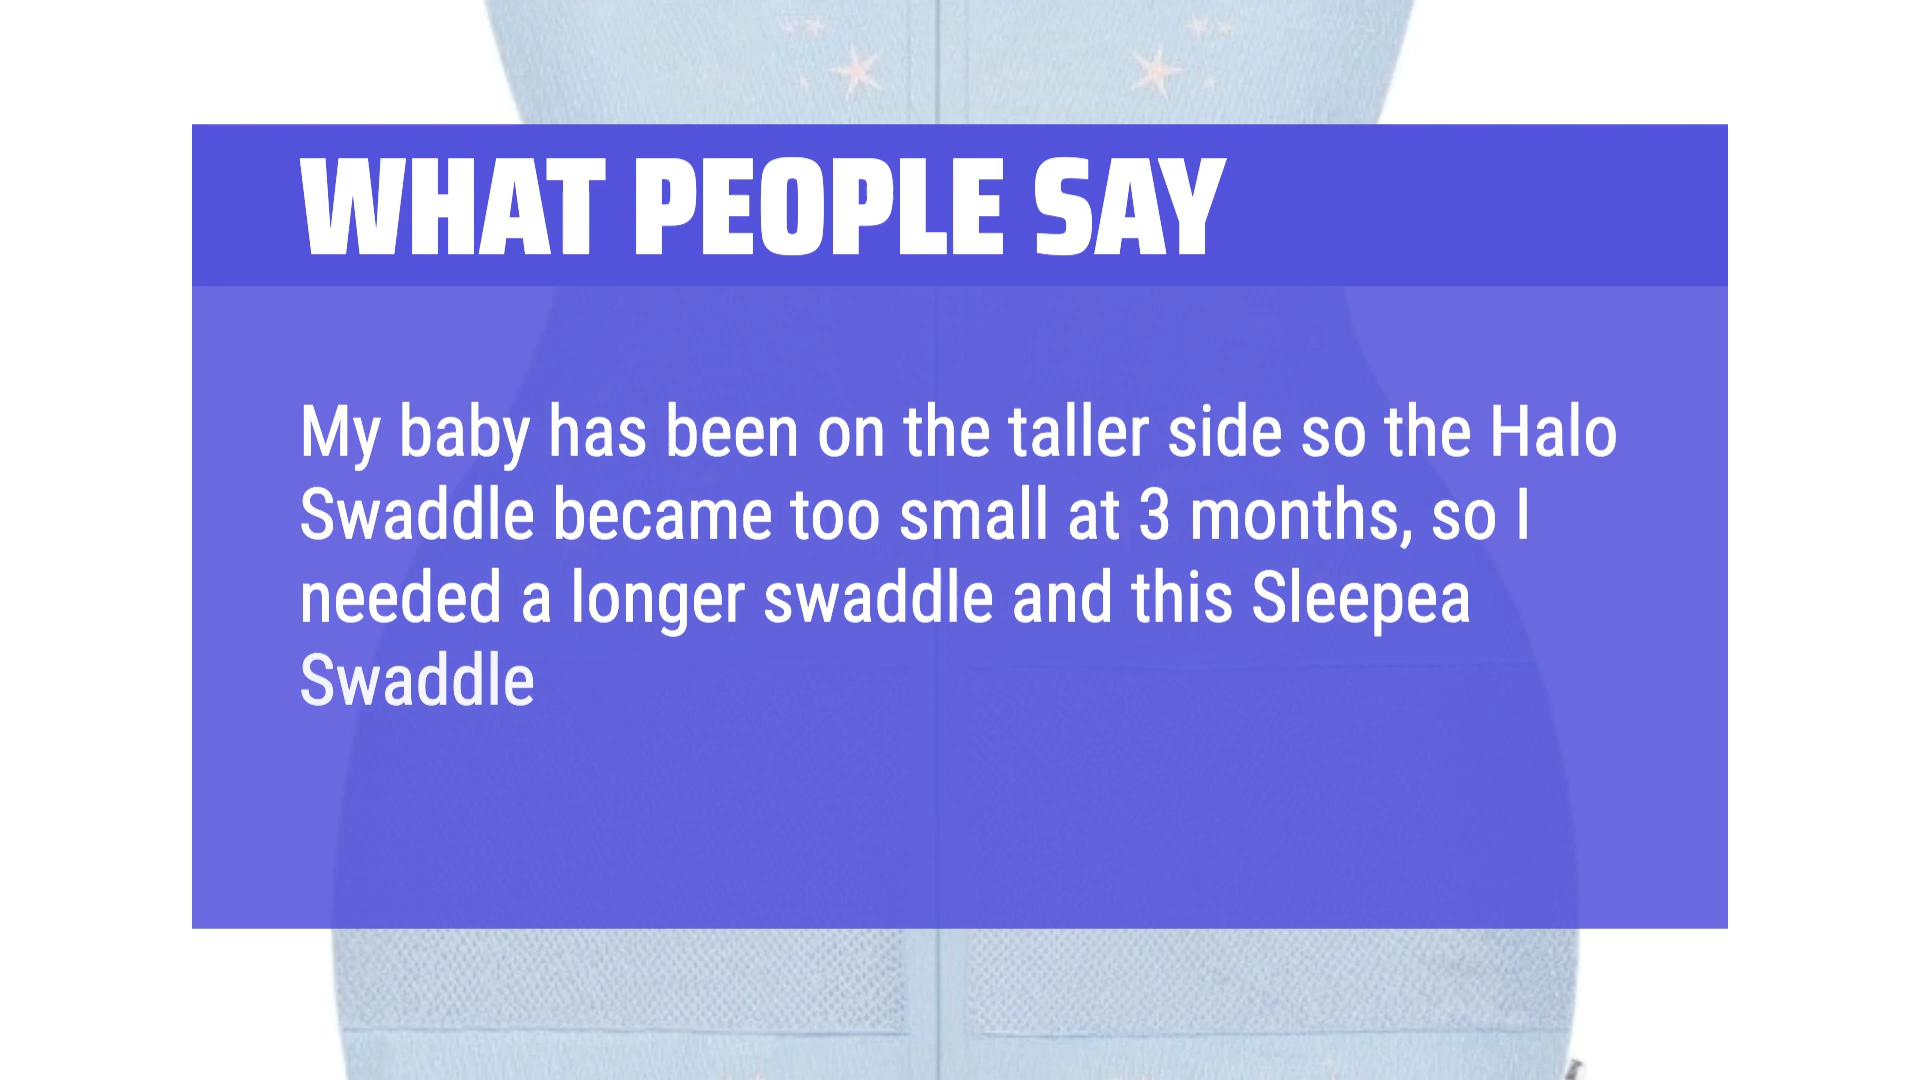 WHAT PEOPLE SAY
My baby has been on the taller side so the Halo
Swaddle became too small at 3 months, so I
needed a longer swaddle and this Sleepea
Swaddle